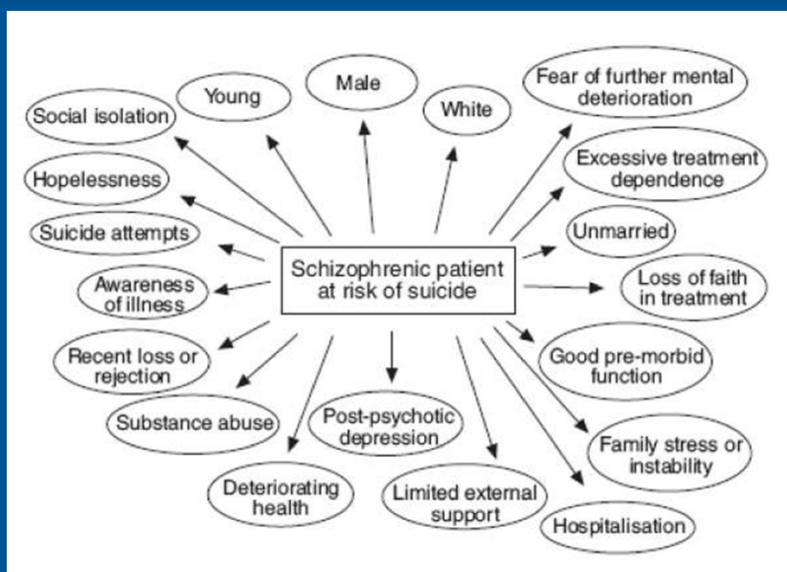 Social isolation
Young
Male
White
Fear of further mental
deterioration
Hopelessness
Excessive treatment
dependence
Suicide attempts
Unmarried
Schizophrenic patient
at risk of suicide
Awareness
of illness
Loss of faith
in treatment
Recent loss or
rejection
Good pre-morbid
function
Substance abuse
Post-psychotic
depression
Family stress or
instability
Deteriorating
health
Limited external
support
Hospitalisation